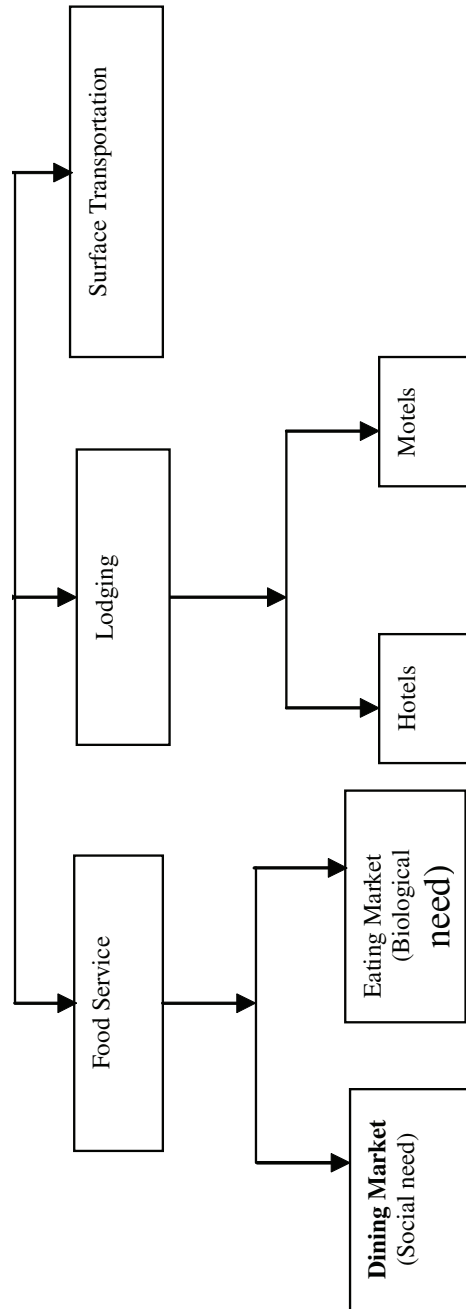 Food Service
Lodging
Surface Transportation
Dining Market
(Social need)
Eating Market
(Biological
need)
Hotels
Motels